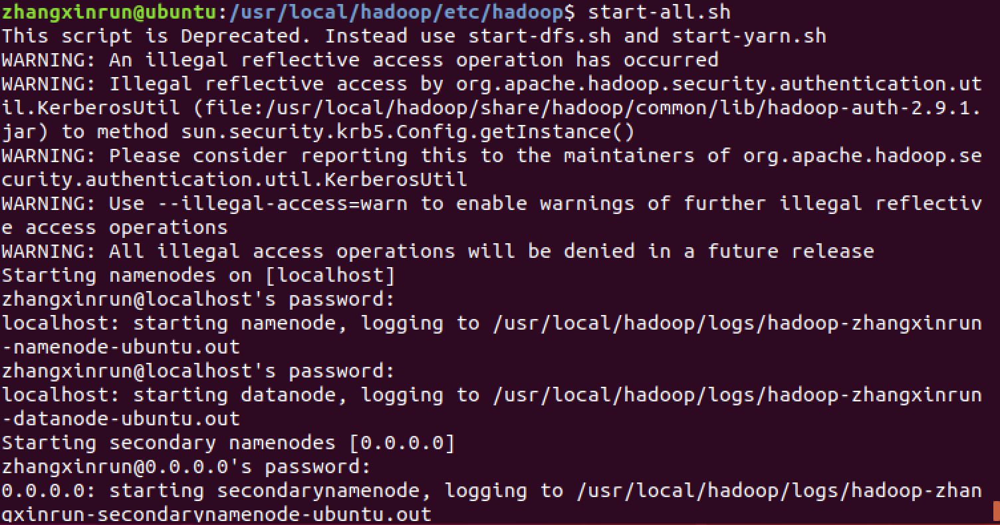 zhangxinrun@ubuntu:/usr/local/hadoop/etc/hadoop$ start-all.sh
This script is Deprecated. Instead use start-dfs.sh and start-yarn.sh
WARNING: An illegal reflective access operation has occurred
WARNING: Illegal reflective access by org.apache.hadoop.security.authentication.ut
il.KerberosUtil (file:/usr/local/hadoop/share/hadoop/common/lib/hadoop-auth-2.9.1.
jar) to method sun.security.krb5.Config.getInstance()
WARNING: Please consider reporting this to the maintainers of org.apache.hadoop.se
curity.authentication.util.KerberosUtil
WARNING: Use --illegal-access=warn to enable warnings of further illegal reflectiv
e access operations
WARNING: All illegal access operations will be denied in a future release
Starting namenodes on [localhost]
zhangxinrun@localhost's password:
localhost: starting namenode, logging to /usr/local/hadoop/logs/hadoop-zhangxinrun
-namenode-ubuntu.out
zhangxinrun@localhost's password:
localhost: starting datanode, logging to /usr/local/hadoop/logs/hadoop-zhangxinrun
-datanode-ubuntu.out
Starting secondary namenodes [0.0.0.0]
zhangxinrun@0.0.0.0's password:
0.0.0.0: starting secondarynamenode, logging to /usr/local/hadoop/logs/hadoop-zhan
gxinrun-secondarynamenode-ubuntu.out